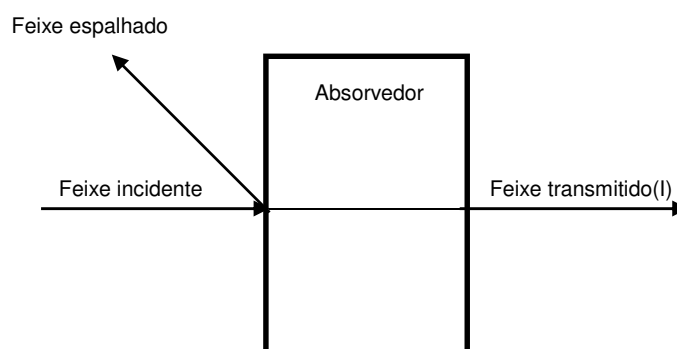 Feixe espalhado
Absorvedor
Feixe incidente
Feixe transmitido(I)